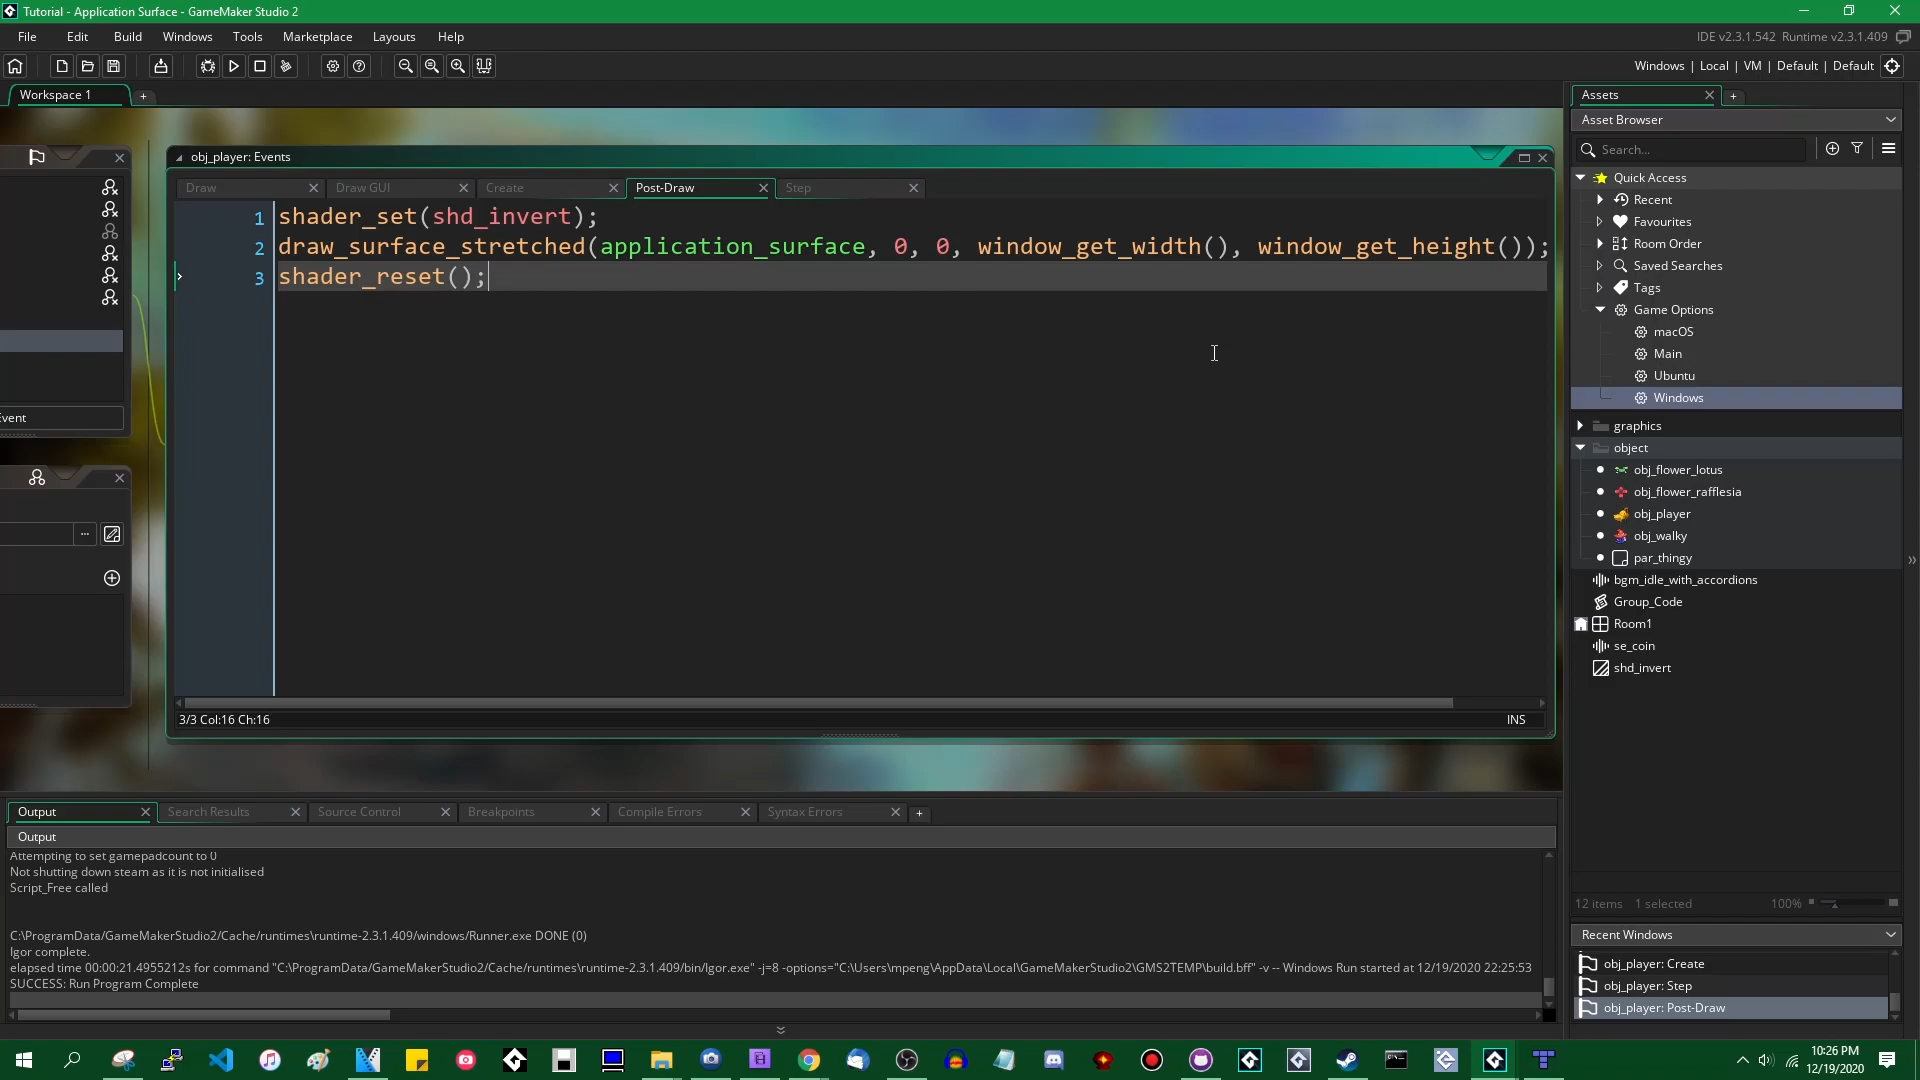 Tutorial - Application Surface - GameMaker Studio 2
File Edit Build Windows Tools Marketplace Layouts Help
IDE v2.3.1.542 Runtime v2.3.1.409
Windows | Local | VM | Default | Default
Workspace 1
obj_player: Events
Draw
Draw GUI
Create
Post-Draw
Step
1 shader_set(shd_invert);
2 draw_surface_stretched(application_surface, 0, 0, window_get_width(), window_get_height());
3 shader_reset();
3/3 Col:16 Ch:16
INS
Assets
Asset Browser
Search...
Quick Access
Recent
Favourites
Room Order
Saved Searches
Tags
Game Options
macOS
Main
Ubuntu
Windows
graphics
object
obj_flower_lotus
obj_flower_rafflesia
obj_player
obj_walky
par_thingy
bgm_idle_with_accordions
Group_Code
Room1
se_coin
shd_invert
12 items 1 selected
100%
Recent Windows
obj_player: Create
obj_player: Step
obj_player: Post-Draw
Output
Search Results
Source Control
Breakpoints
Compile Errors
Syntax Errors
Output
Attempting to set gamepadcount to 0
Not shutting down steam as it is not initialised
Script_Free called
C:\ProgramData/GameMakerStudio2/Cache/runtimes\runtime-2.3.1.409/windows/Runner.exe DONE (0)
Igor complete.
elapsed time 00:00:21.4955212s for command "C:\ProgramData/GameMakerStudio2/Cache/runtimes\runtime-2.3.1.409/bin/Igor.exe" -j=8 -options="C:\Users\mpeng\AppData\Local\GameMakerStudio2\GMS2TEMP\build.bff" -v -- Windows Run started at 12/19/2020 22:25:53
SUCCESS: Run Program Complete
10:26 PM
12/19/2020